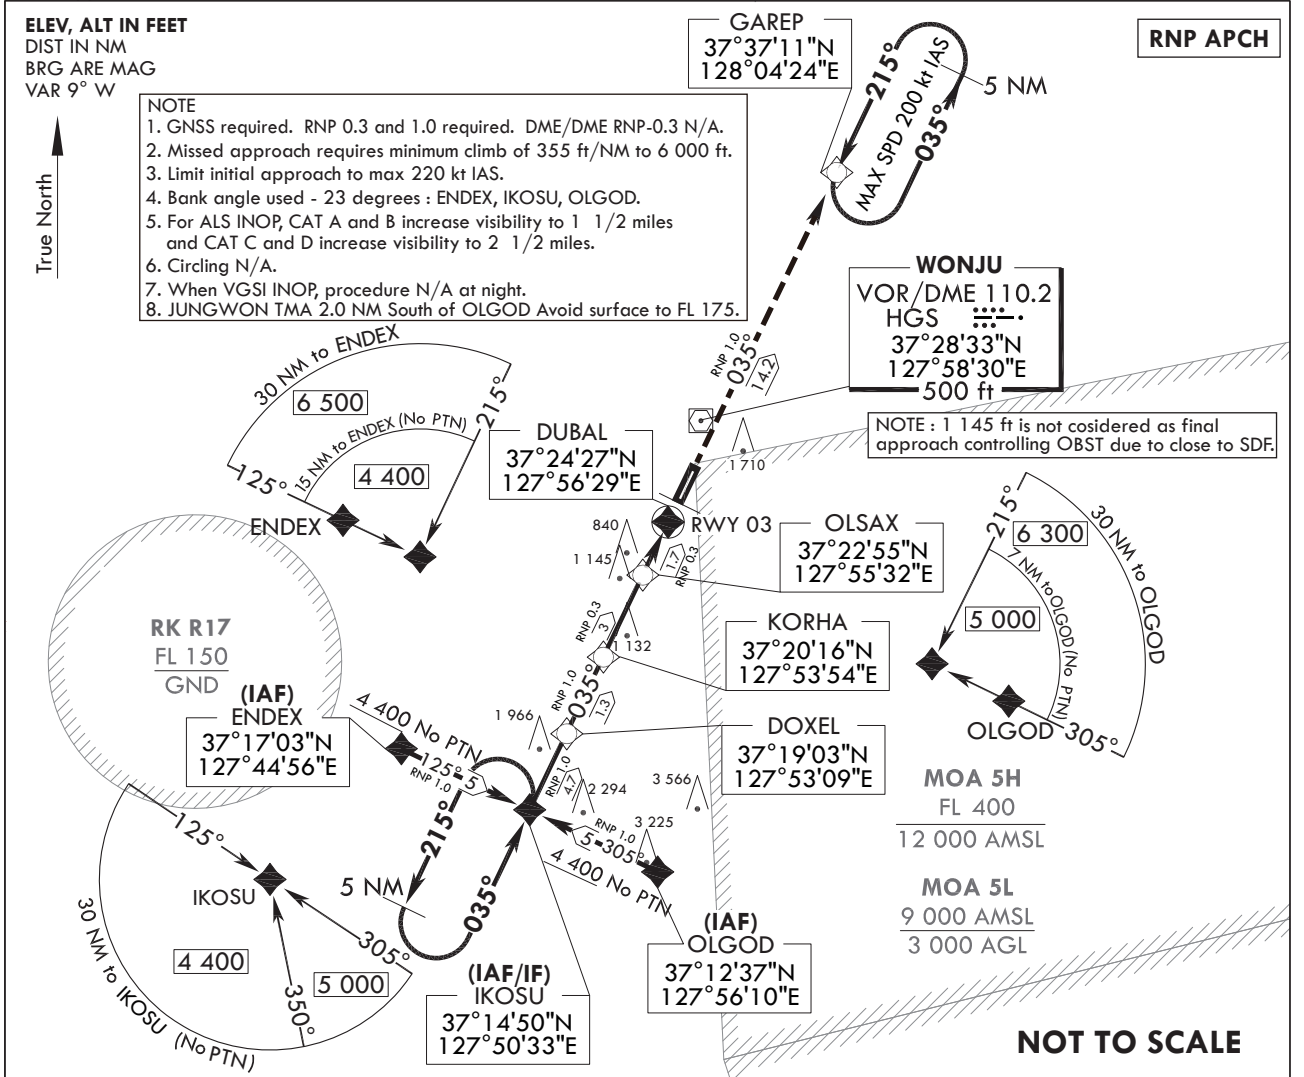 ELEV, ALT IN FEET
DIST IN NM
BRG ARE MAG
VAR 9° W
True North
RNP APCH
NOTE
1. GNSS required. RNP 0.3 and 1.0 required. DME/DME RNP-0.3 N/A.
2. Missed approach requires minimum climb of 355 ft/NM to 6 000 ft.
3. Limit initial approach to max 220 kt IAS.
4. Bank angle used - 23 degrees : ENDEX, IKOSU, OLGOD.
5. For ALS INOP, CAT A and B increase visibility to 1 1/2 miles
and CAT C and D increase visibility to 2 1/2 miles.
6. Circling N/A.
7. When VGSI INOP, procedure N/A at night.
8. JUNGWON TMA 2.0 NM South of OLGOD Avoid surface to FL 175.
GAREP
37°37'11"N
128°04'24"E
215°
MAX SPD 200 kt IAS
035°
5 NM
WONJU
VOR/DME 110.2
HGS
37°28'33"N
127°58'30"E
500 ft
RNP 1.0
035°
14.2
NOTE : 1 145 ft is not cosidered as final
approach controlling OBST due to close to SDF.
30 NM to ENDEX
6 500
15 NM to ENDEX (No PTN)
4 400
215°
125°
ENDEX
DUBAL
37°24'27"N
127°56'29"E
1 710
RWY 03
840
1 145
1.7
RNP 0.3
OLSAX
37°22'55"N
127°55'32"E
RNP 0.3
3
1 132
KORHA
37°20'16"N
127°53'54"E
RNP 1.0
035°
1.3
DOXEL
37°19'03"N
127°53'09"E
30 NM to OLGOD
6 300
7 NM to OLGOD (No PTN)
5 000
215°
OLGOD
305°
RK R17
FL 150
GND
(IAF)
ENDEX
37°17'03"N
127°44'56"E
4 400 No PTN
125°
5
RNP 1.0
1 966
RNP 1.0
4.7
2 294
3 566
3 225
RNP 1.0
5
305°
4 400 No PTN
215°
035°
5 NM
MOA 5H
FL 400
12 000 AMSL
MOA 5L
9 000 AMSL
3 000 AGL
125°
IKOSU
305°
350°
4 400
5 000
30 NM to IKOSU (No PTN)
(IAF/IF)
IKOSU
37°14'50"N
127°50'33"E
(IAF)
OLGOD
37°12'37"N
127°56'10"E
NOT TO SCALE